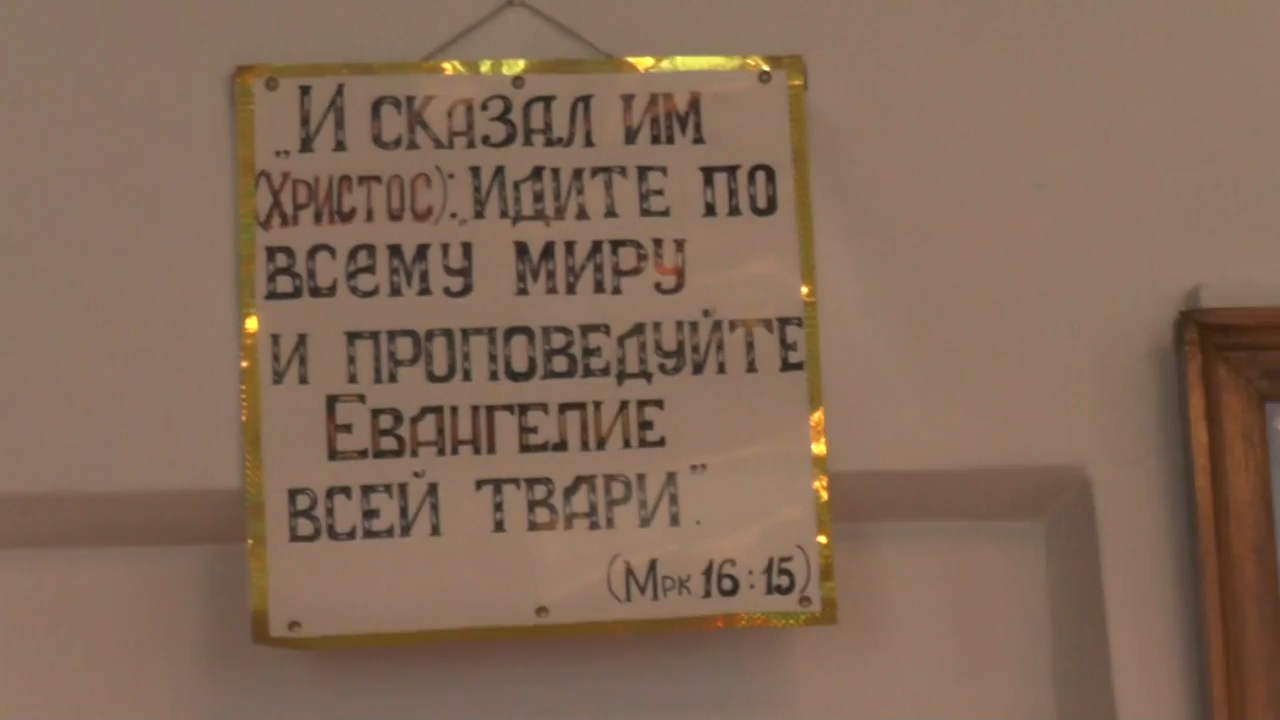 „И СКАЗАЛ ИМ
(ХРИСТОС): „ИДИТЕ ПО
ВСЕМУ МИРУ
И ПРОПОВЕДУЙТЕ
ЕВАНГЕЛИЕ
ВСЕЙ ТВАРИ".
(Мрк 16:15)